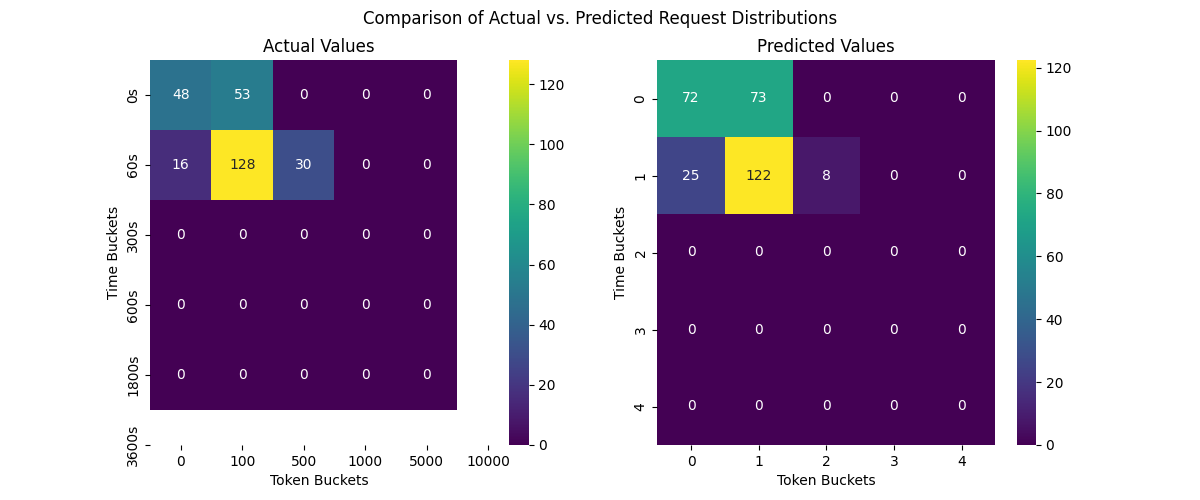 Comparison of Actual vs. Predicted Request Distributions
Actual Values
Time Buckets
0s 48 53 0 0 0
60s 16 128 30 0 0
300s 0 0 0 0 0
600s 0 0 0 0 0
1800s 0 0 0 0 0
3600s
0 100 500 1000 5000 10000
Token Buckets
120
100
80
60
40
20
0
Predicted Values
Time Buckets
0 72 73 0 0 0
1 25 122 8 0 0
2 0 0 0 0 0
3 0 0 0 0 0
4 0 0 0 0 0
0 1 2 3 4
Token Buckets
120
100
80
60
40
20
0